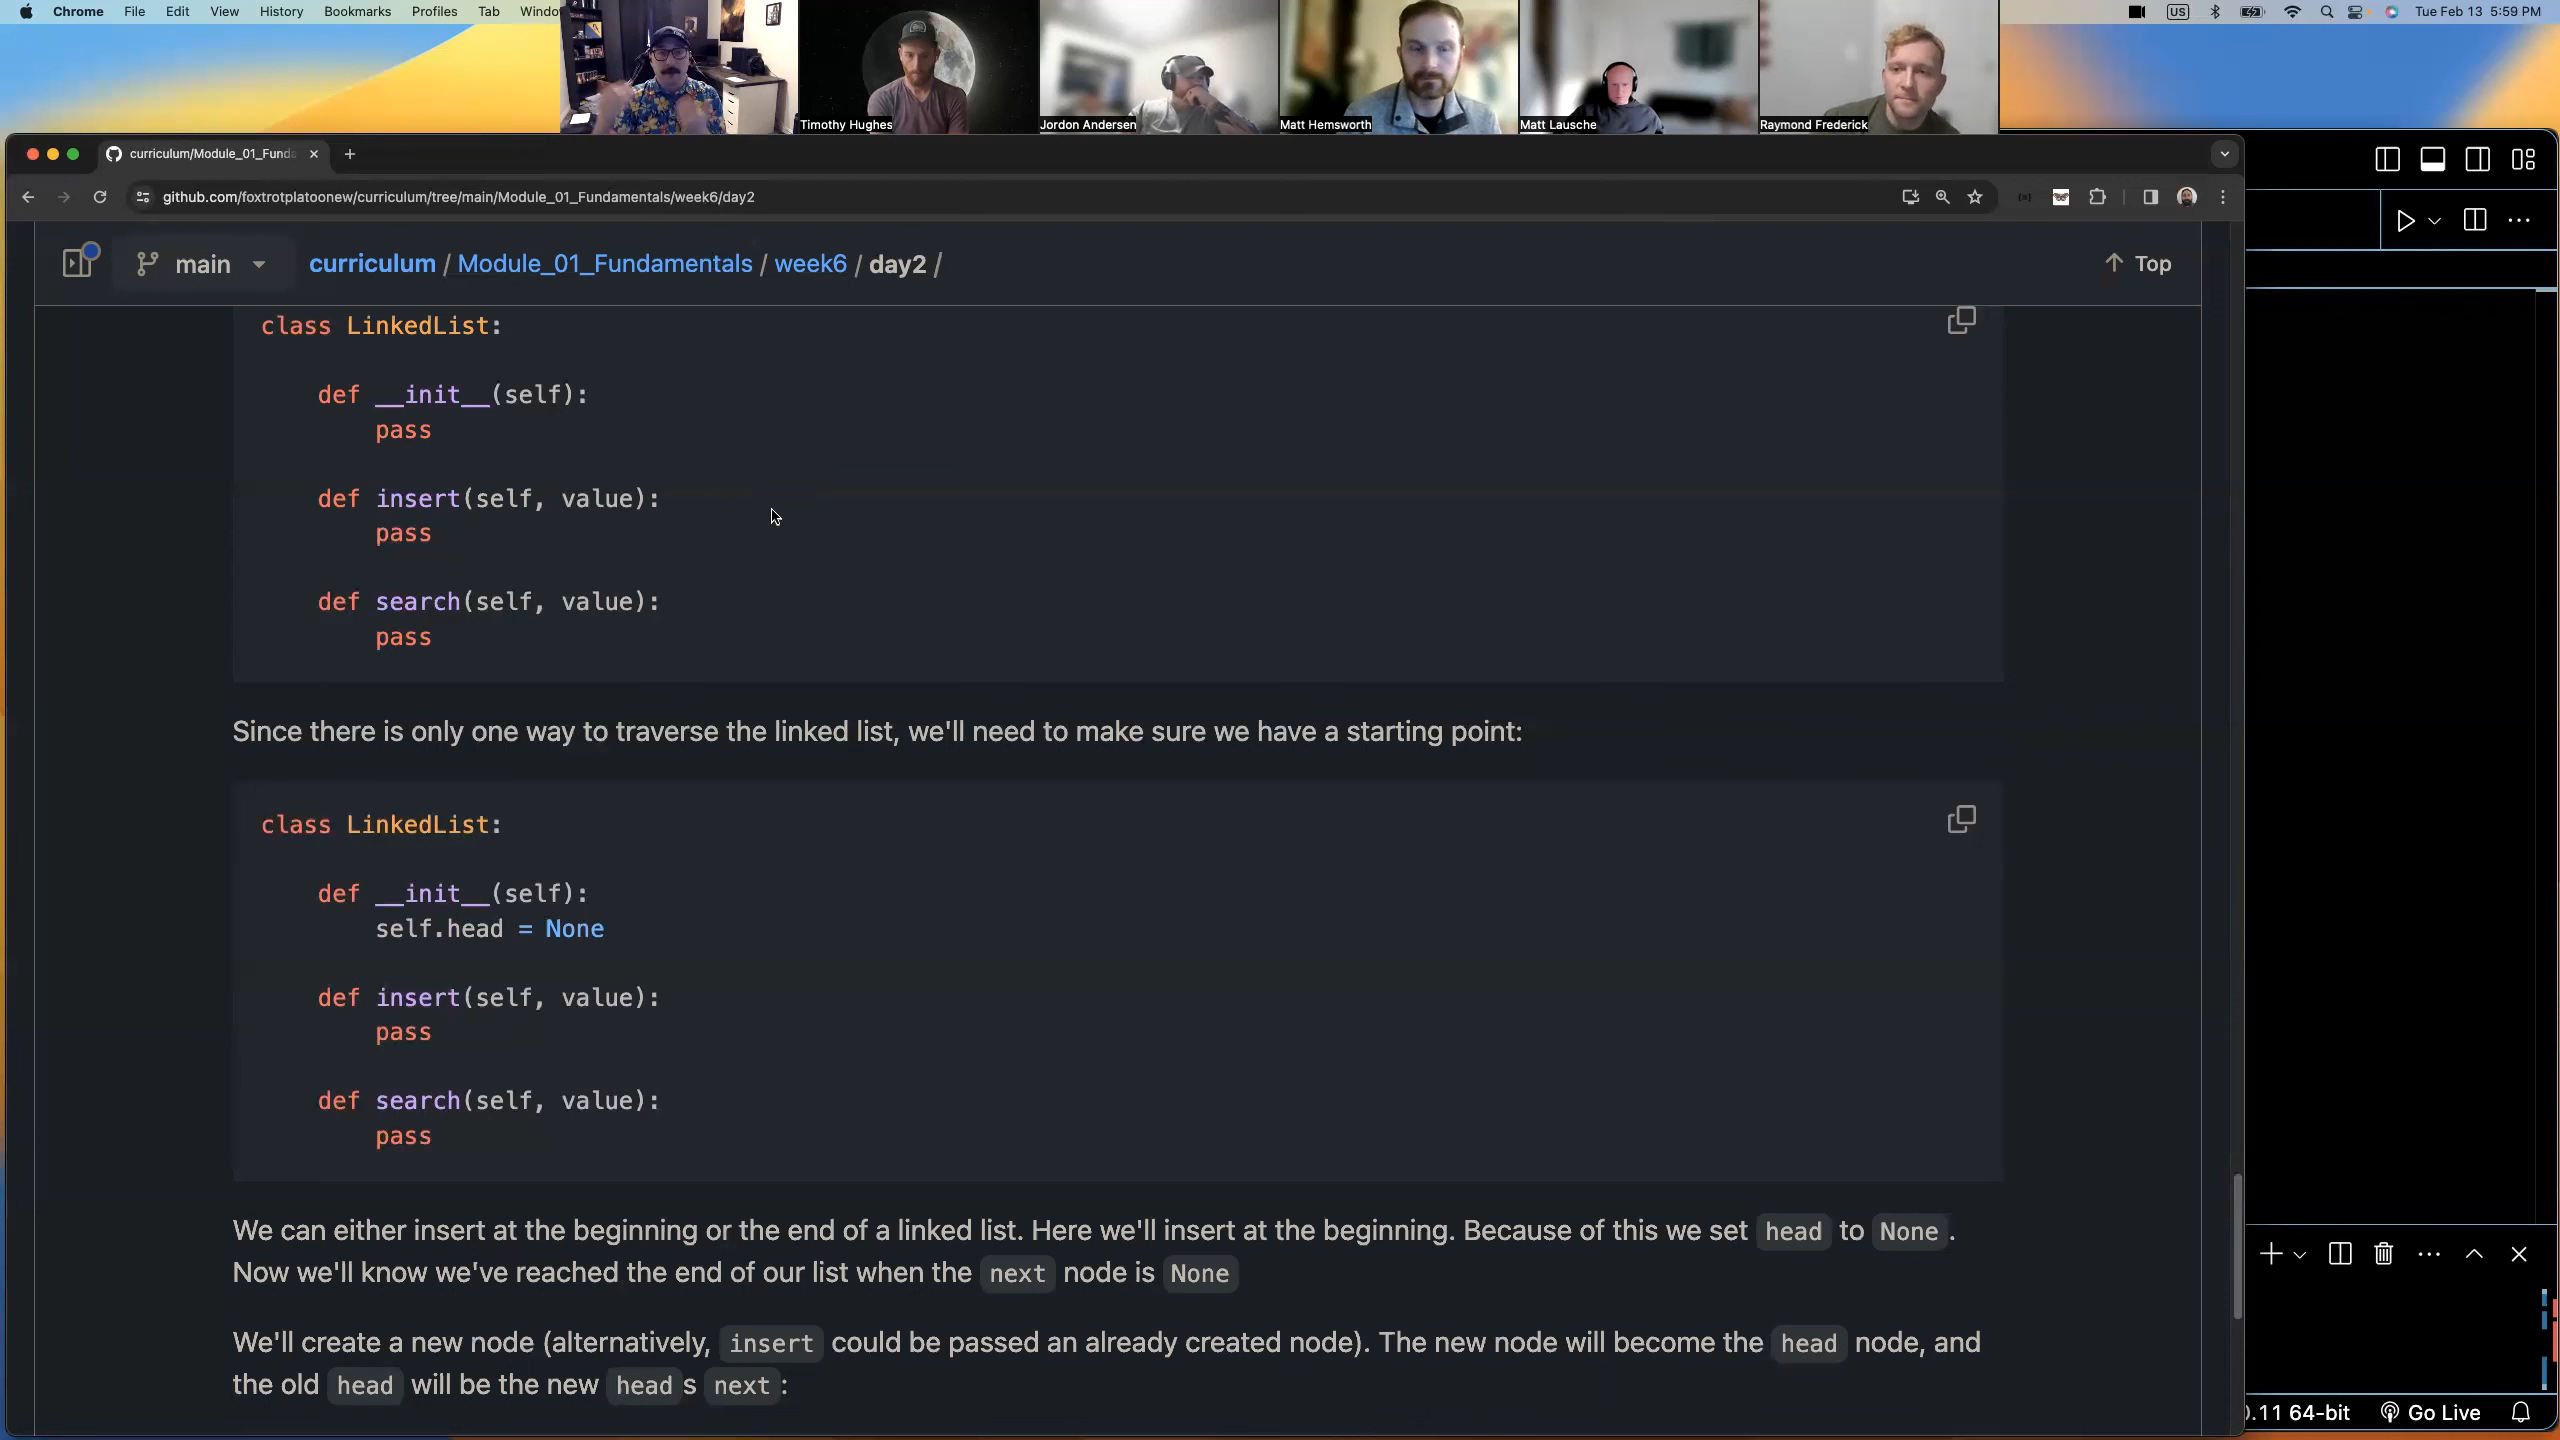 Chrome File Edit View History Bookmarks Profiles Tab Windo
US Tue Feb 13 5:59 PM
Timothy Hughes
Jordon Andersen
Matt Hemsworth
Matt Lausche
Raymond Frederick
curriculum/Module_01_Funda
github.com/foxtrotplatoonew/curriculum/tree/main/Module_01_Fundamentals/week6/day2
main curriculum / Module_01_Fundamentals / week6 / day2 / Top
class LinkedList:
def __init__(self):
pass
def insert(self, value):
pass
def search(self, value):
pass
Since there is only one way to traverse the linked list, we'll need to make sure we have a starting point:
class LinkedList:
def __init__(self):
self.head = None
def insert(self, value):
pass
def search(self, value):
pass
We can either insert at the beginning or the end of a linked list. Here we'll insert at the beginning. Because of this we set head to None.
Now we'll know we've reached the end of our list when the next node is None
We'll create a new node (alternatively, insert could be passed an already created node). The new node will become the head node, and
the old head will be the new heads next:
.11 64-bit Go Live